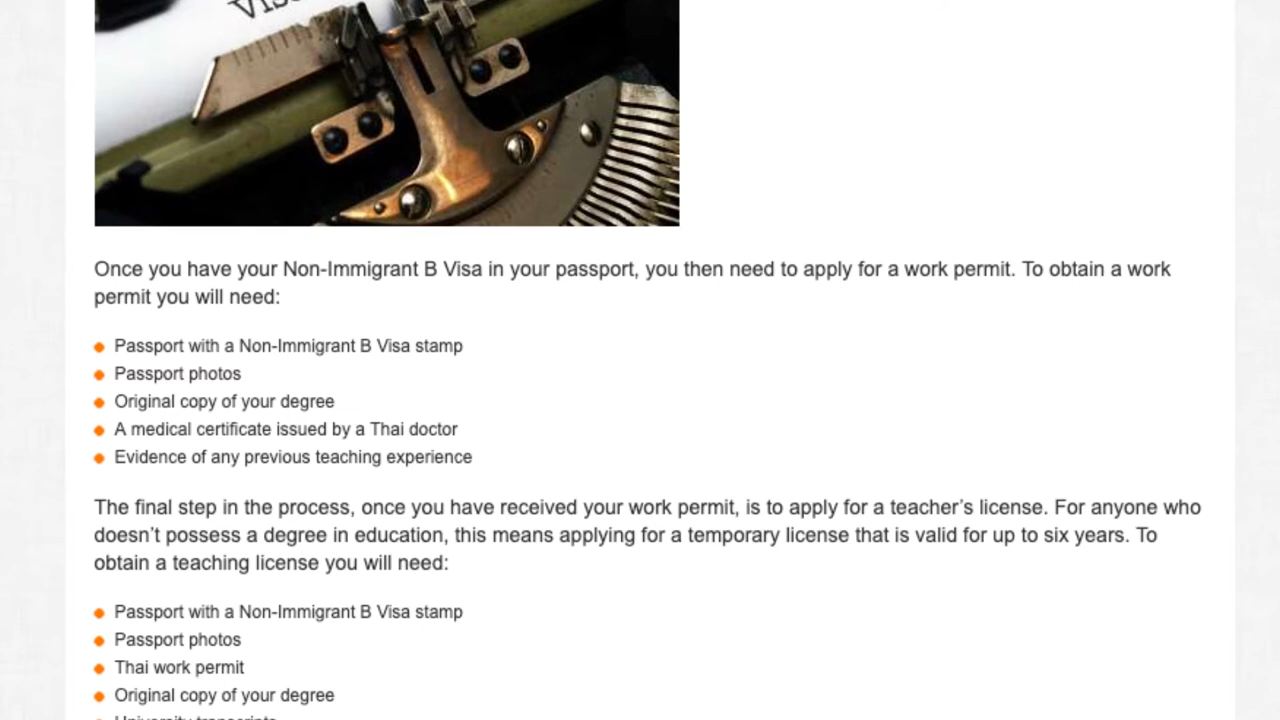 Once you have your Non-Immigrant B Visa in your passport, you then need to apply for a work permit. To obtain a work
permit you will need:
Passport with a Non-Immigrant B Visa stamp
Passport photos
Original copy of your degree
A medical certificate issued by a Thai doctor
Evidence of any previous teaching experience
The final step in the process, once you have received your work permit, is to apply for a teacher’s license. For anyone who
doesn’t possess a degree in education, this means applying for a temporary license that is valid for up to six years. To
obtain a teaching license you will need:
Passport with a Non-Immigrant B Visa stamp
Passport photos
Thai work permit
Original copy of your degree
University transcripts